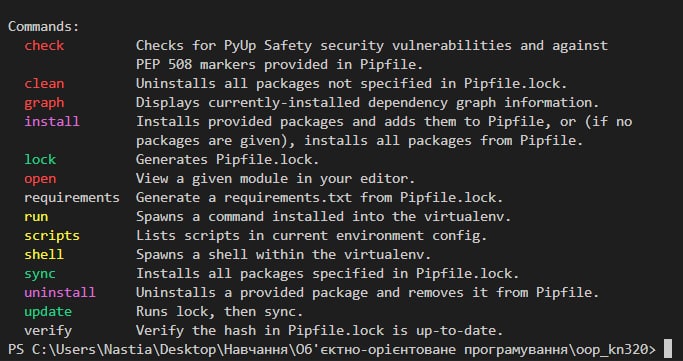 Commands:
check Checks for PyUp Safety security vulnerabilities and against
PEP 508 markers provided in Pipfile.
clean Uninstalls all packages not specified in Pipfile.lock.
graph Displays currently-installed dependency graph information.
install Installs provided packages and adds them to Pipfile, or (if no
packages are given), installs all packages from Pipfile.
lock Generates Pipfile.lock.
open View a given module in your editor.
requirements Generate a requirements.txt from Pipfile.lock.
run Spawns a command installed into the virtualenv.
scripts Lists scripts in current environment config.
shell Spawns a shell within the virtualenv.
sync Installs all packages specified in Pipfile.lock.
uninstall Uninstalls a provided package and removes it from Pipfile.
update Runs lock, then sync.
verify Verify the hash in Pipfile.lock is up-to-date.
PS C:\Users\Nastia\Desktop\Навчання\Об'єктно-орієнтоване програмування\oop_kn320>